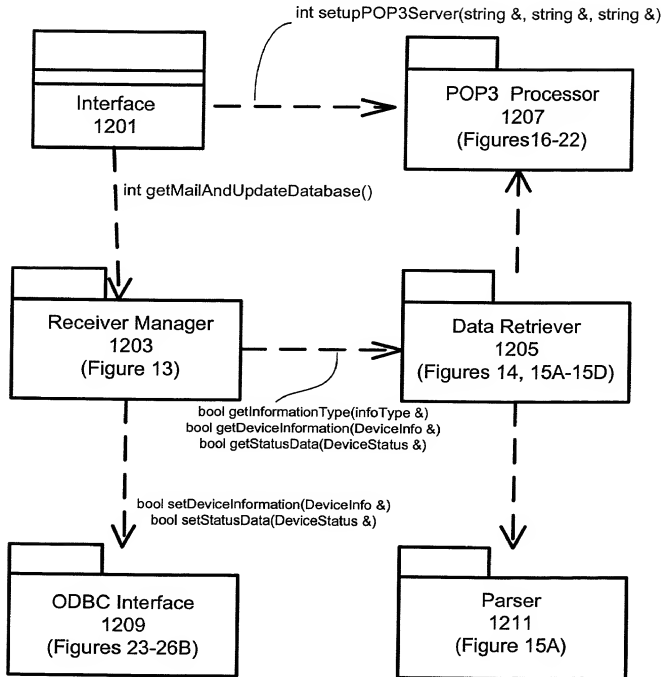 int setupPOP3Server(string &, string &, string &)
Interface
1201
POP3 Processor
1207
(Figures16-22)
int getMailAndUpdateDatabase()
Receiver Manager
1203
(Figure 13)
Data Retriever
1205
(Figures 14, 15A-15D)
bool getInformationType(infoType &)
bool getDeviceInformation(DeviceInfo &)
bool getStatusData(DeviceStatus &)
bool setDeviceInformation(DeviceInfo &)
bool setStatusData(DeviceStatus &)
ODBC Interface
1209
(Figures 23-26B)
Parser
1211
(Figure 15A)